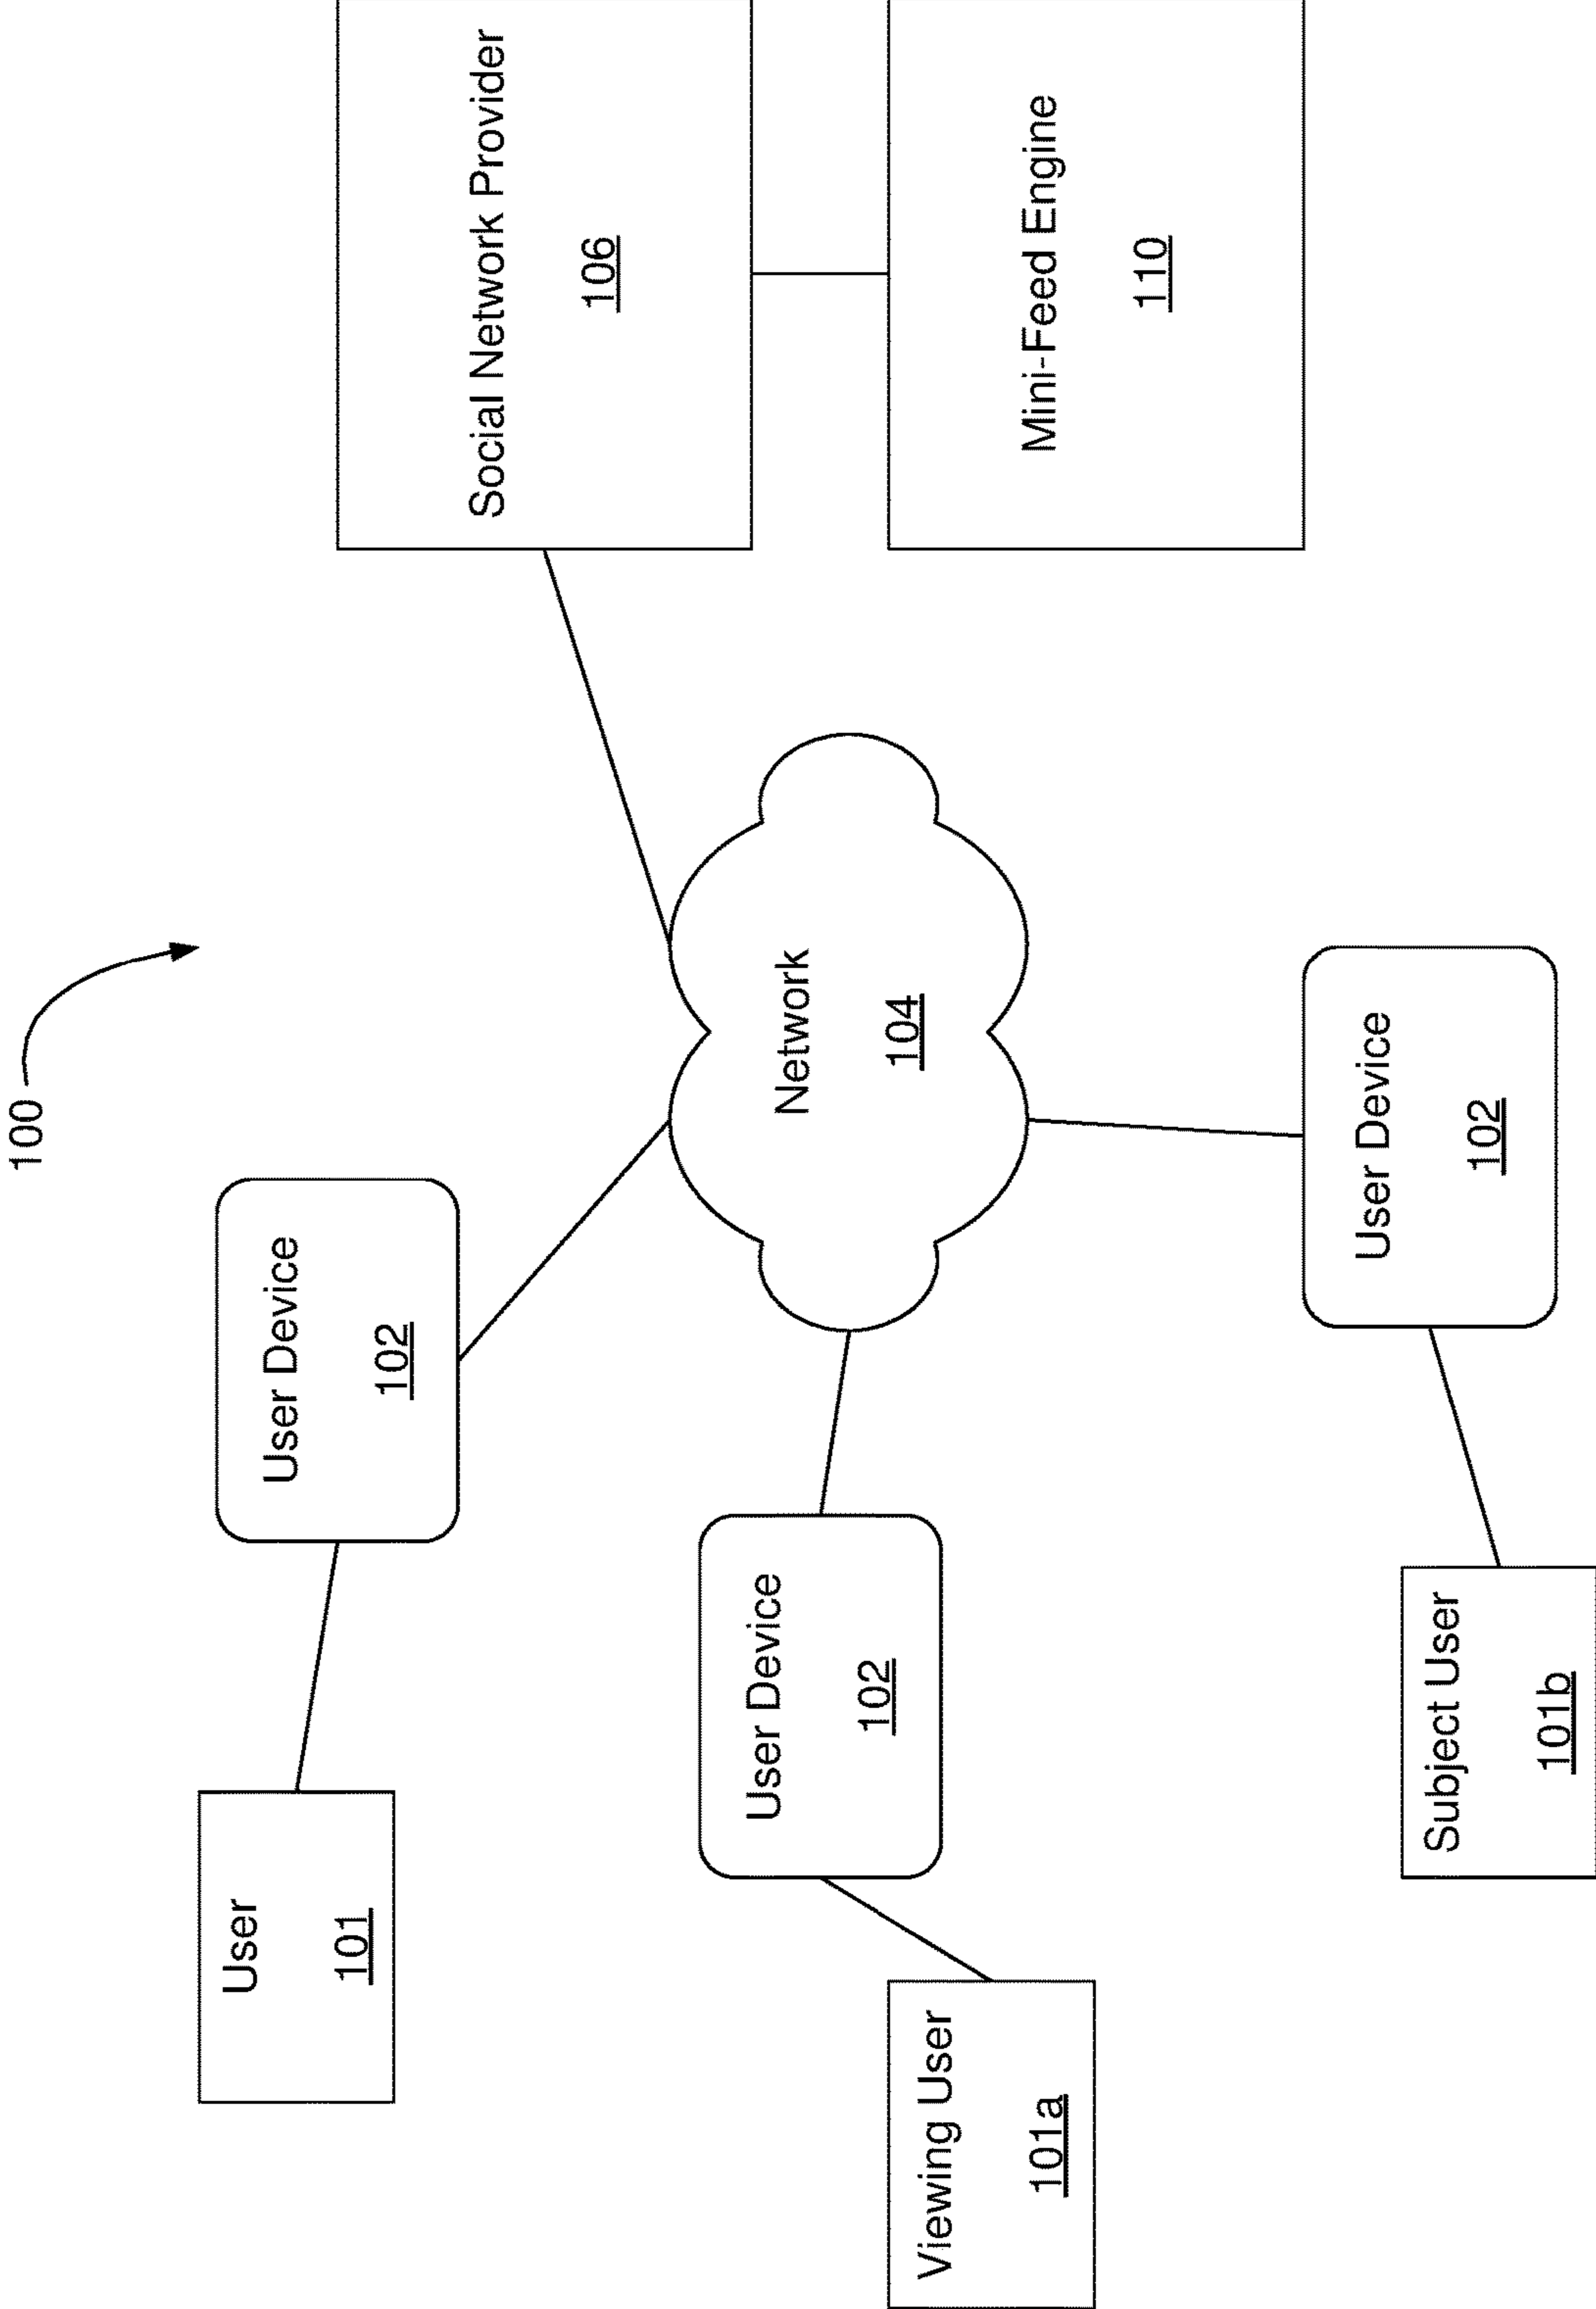 100
User
101
User Device
102
Social Network Provider
106
Viewing User
101a
User Device
102
Network
104
Mini-Feed Engine
110
Subject User
101b
User Device
102